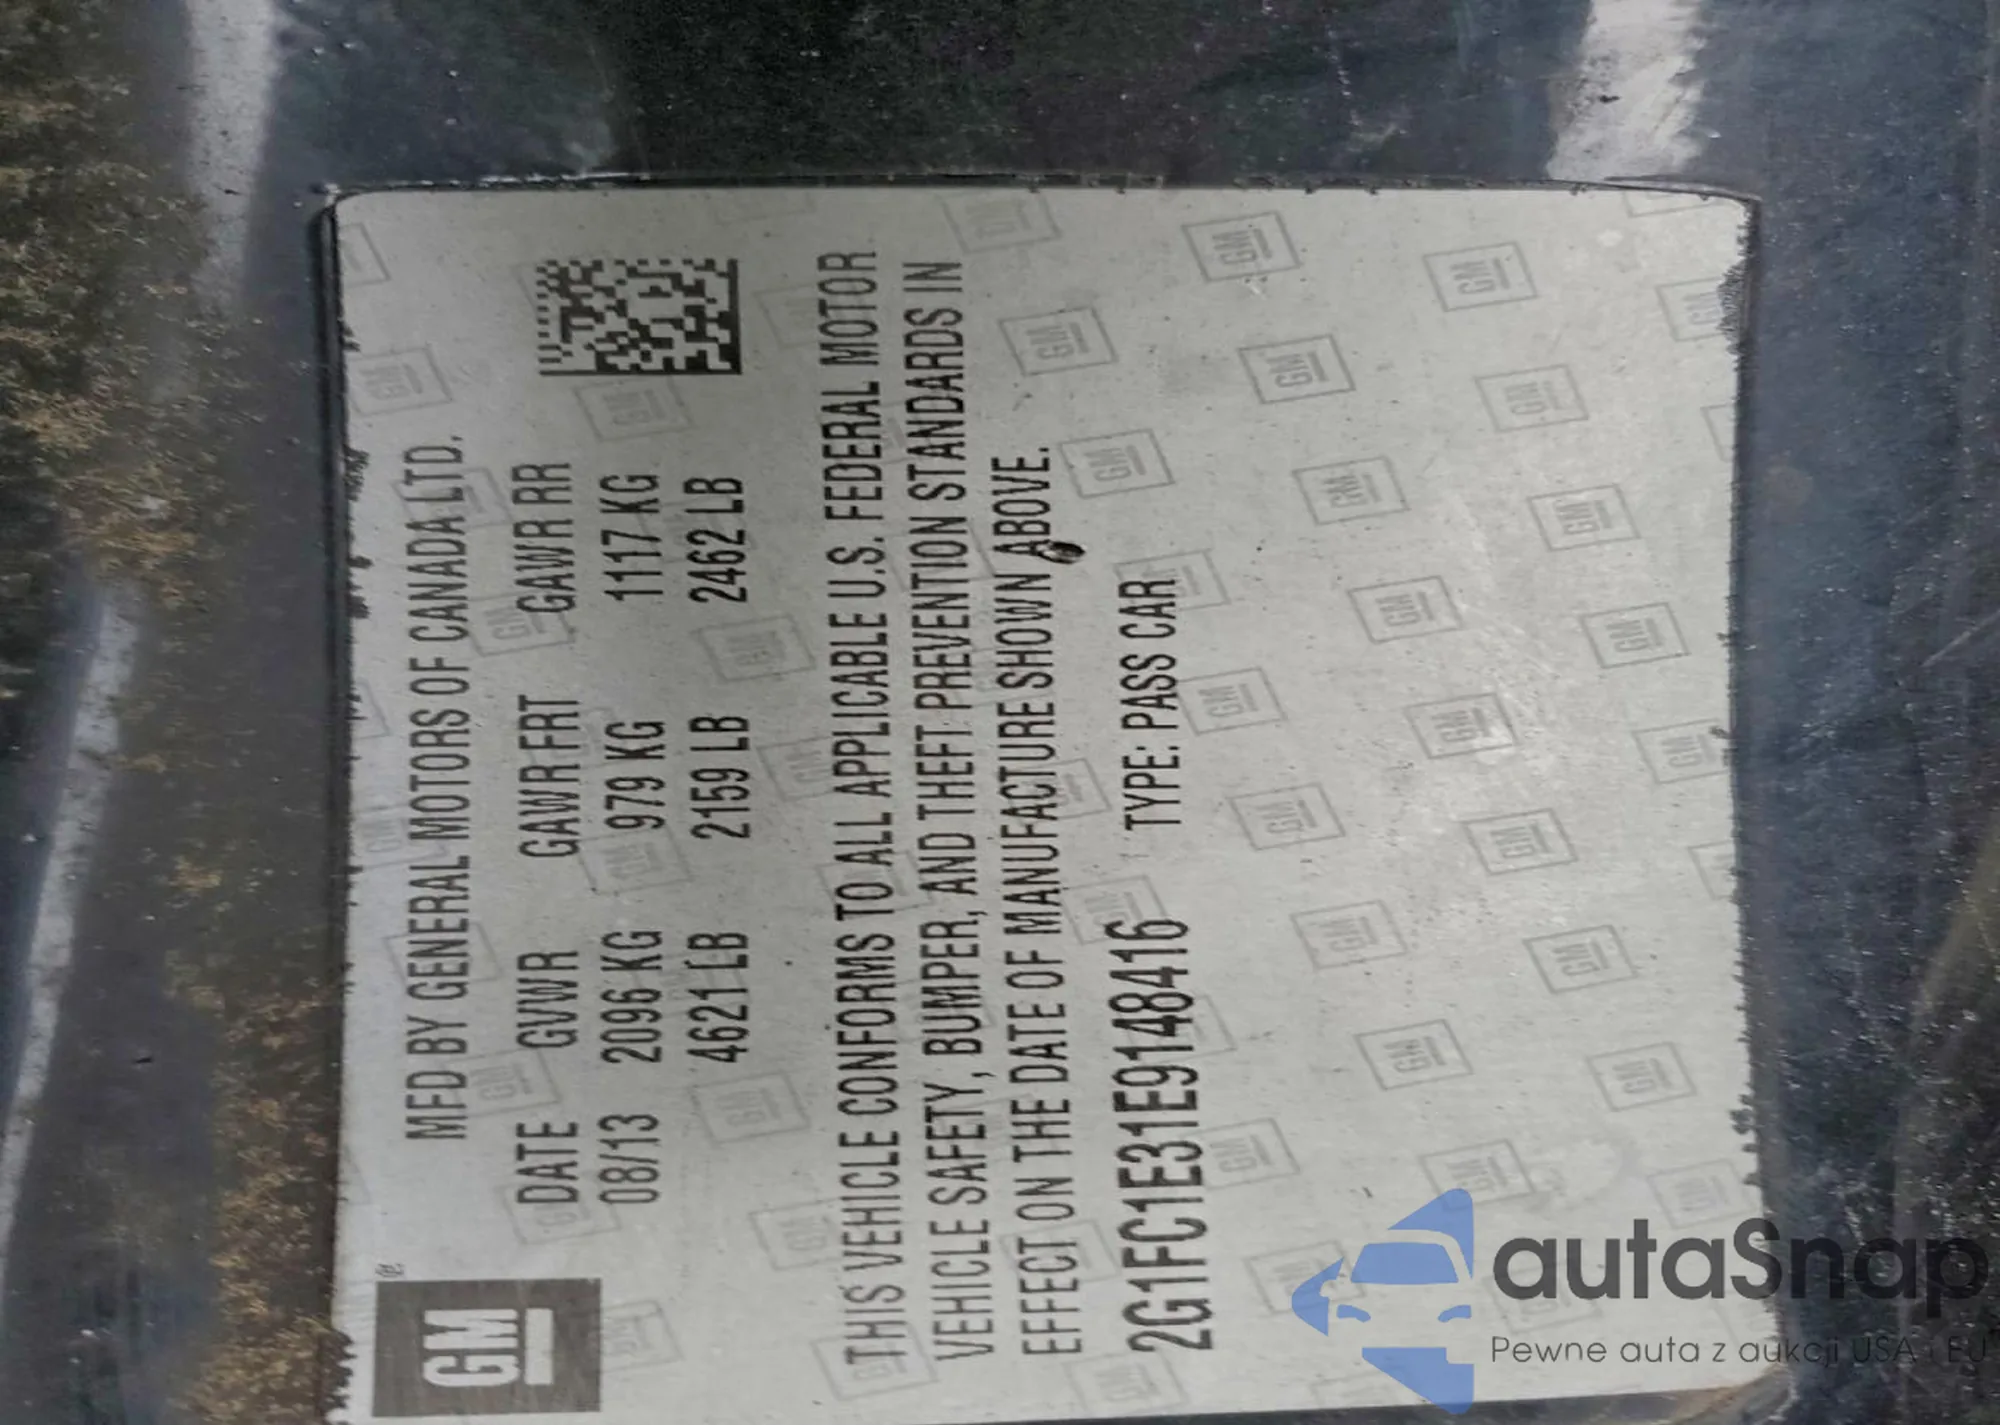 GM
MFD BY GENERAL MOTORS OF CANADA LTD.
DATE GVWR GAWR FRT GAWR RR
08/13 2096 KG 979 KG 1117 KG
4621 LB 2159 LB 2462 LB
THIS VEHICLE CONFORMS TO ALL APPLICABLE U.S. FEDERAL MOTOR
VEHICLE SAFETY, BUMPER, AND THEFT PREVENTION STANDARDS IN
EFFECT ON THE DATE OF MANUFACTURE SHOWN ABOVE.
2G1FC1E31E9148416 TYPE: PASS CAR
autaSnap
Pewne auta z aukcji USA i EU